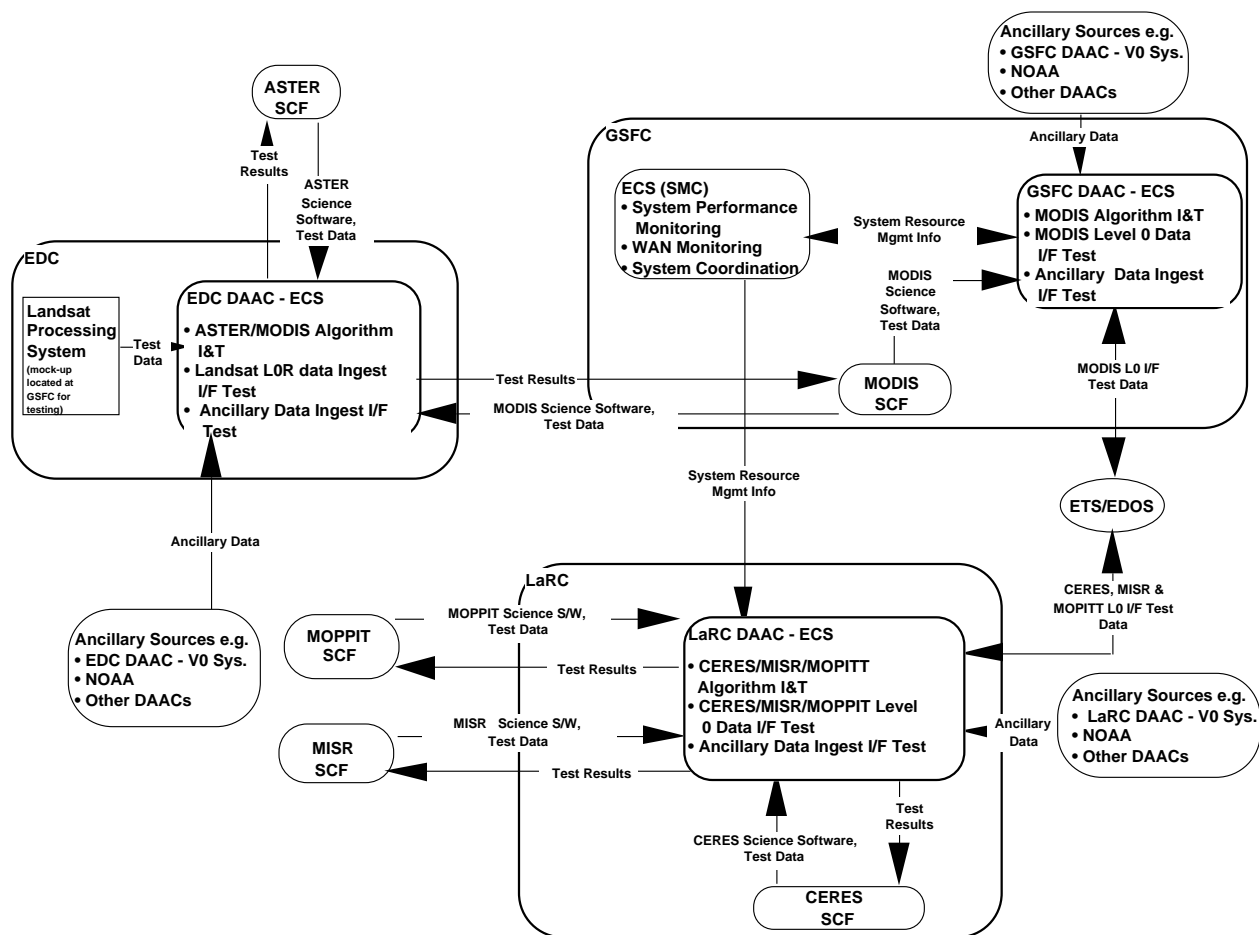 Ancillary Sources e.g.
• GSFC DAAC - V0 Sys.
• NOAA
• Other DAACs
ASTER
SCF
GSFC
Ancillary Data
Test
Results
ASTER
Science
Software,
Test Data
ECS (SMC)
• System Performance
Monitoring
• WAN Monitoring
• System Coordination
System Resource
Mgmt Info
GSFC DAAC - ECS
• MODIS Algorithm I&T
• MODIS Level 0 Data
I/F Test
• Ancillary Data Ingest
I/F Test
MODIS
Science
Software,
Test Data
EDC
Landsat
Processing
System
(mock-up
located at
GSFC for
testing)
Test
Data
EDC DAAC - ECS
• ASTER/MODIS Algorithm
I&T
• Landsat L0R data Ingest
I/F Test
• Ancillary Data Ingest I/F
Test
Test Results
MODIS Science Software,
Test Data
MODIS
SCF
MODIS L0 I/F
Test Data
System Resource
Mgmt Info
ETS/EDOS
Ancillary Data
CERES, MISR &
MOPITT L0 I/F Test
Data
LaRC
Ancillary Sources e.g.
• EDC DAAC - V0 Sys.
• NOAA
• Other DAACs
MOPPIT
SCF
MOPPIT Science S/W,
Test Data
Test Results
LaRC DAAC - ECS
• CERES/MISR/MOPITT
Algorithm I&T
• CERES/MISR/MOPPIT Level
0 Data I/F Test
• Ancillary Data Ingest I/F Test
Ancillary
Data
Ancillary Sources e.g.
• LaRC DAAC - V0 Sys.
• NOAA
• Other DAACs
MISR
SCF
MISR Science S/W,
Test Data
Test Results
CERES Science Software,
Test Data
Test
Results
CERES
SCF